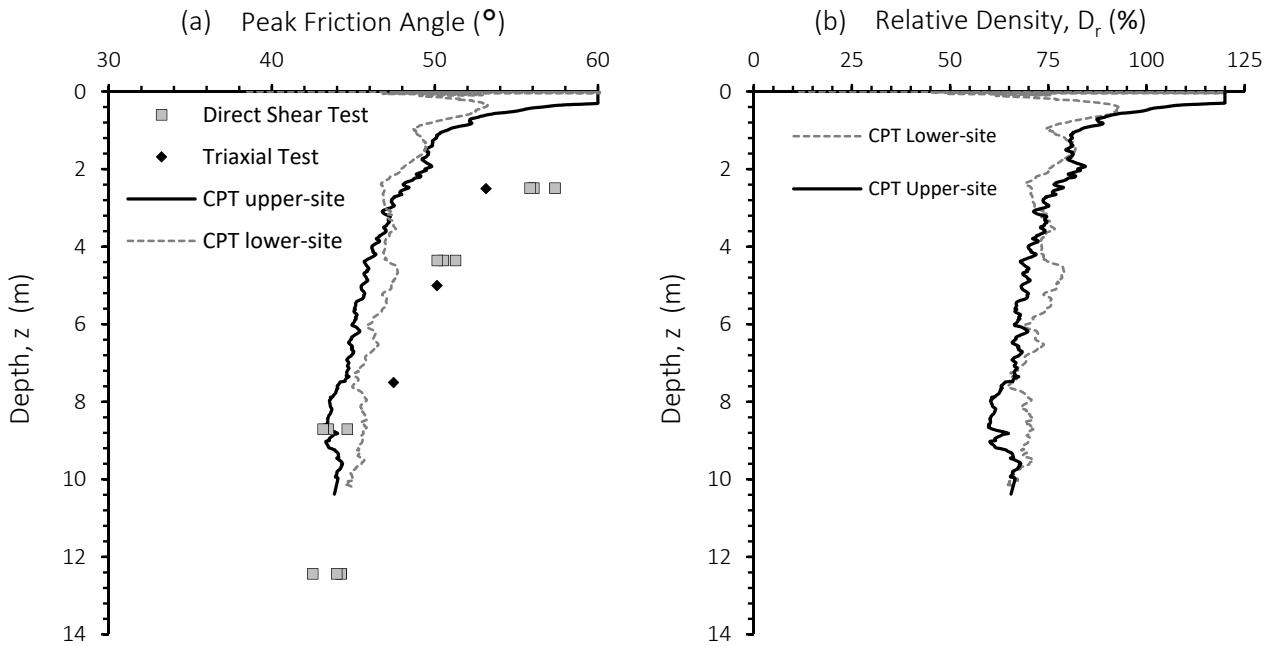 (a) Peak Friction Angle (°)
30 40 50 60
0
2
4
6
8
10
12
14
Depth, z (m)
Direct Shear Test
Triaxial Test
CPT upper-site
CPT lower-site
(b) Relative Density, Dr (%)
0 25 50 75 100 125
0
2
4
6
8
10
12
14
Depth, z (m)
CPT Lower-site
CPT Upper-site